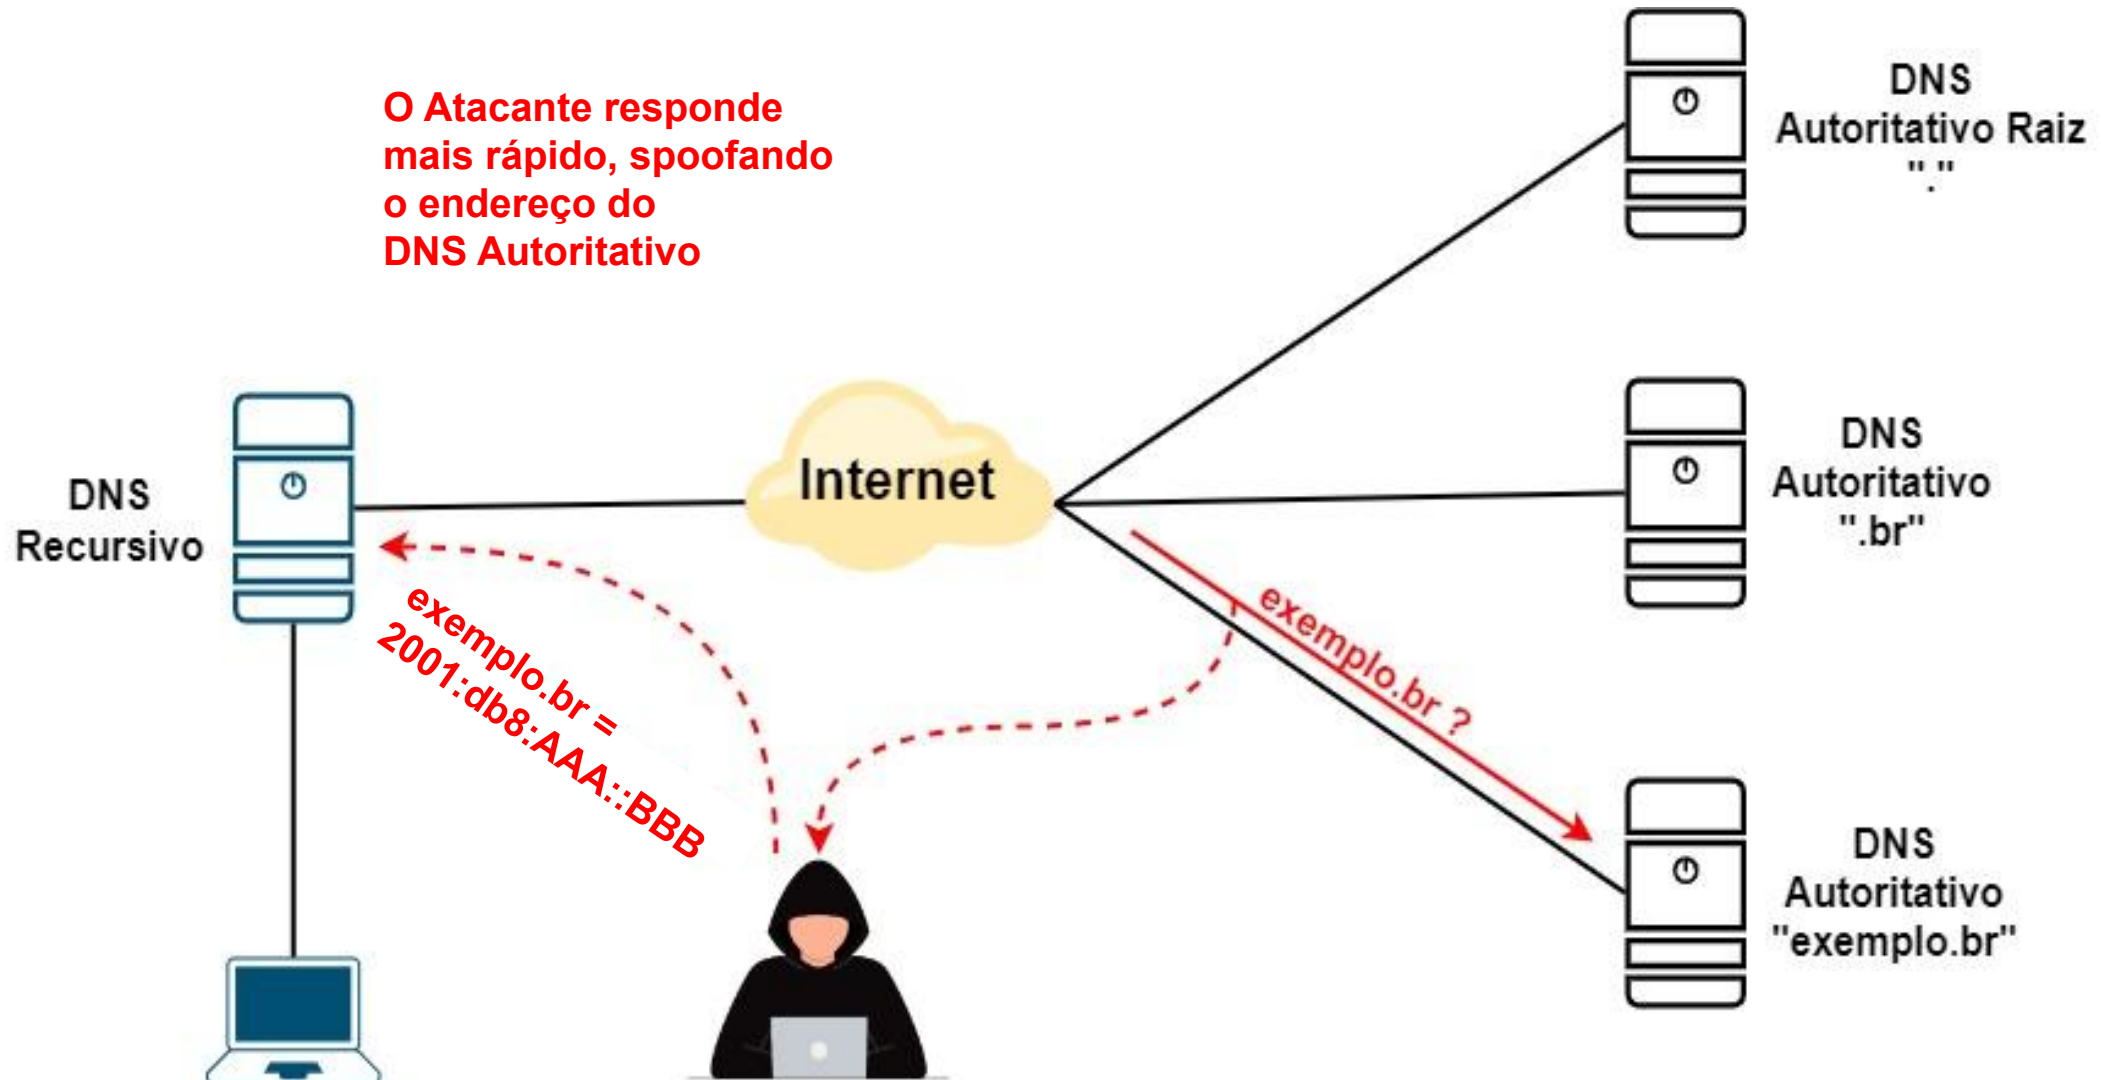 O Atacante responde
mais rápido, spoofando
o endereço do
DNS Autoritativo
DNS
Autoritativo Raiz
"."
DNS
Recursivo
Internet
DNS
Autoritativo
".br"
exemplo.br =
2001:db8:AAA::BBB
exemplo.br ?
DNS
Autoritativo
"exemplo.br"